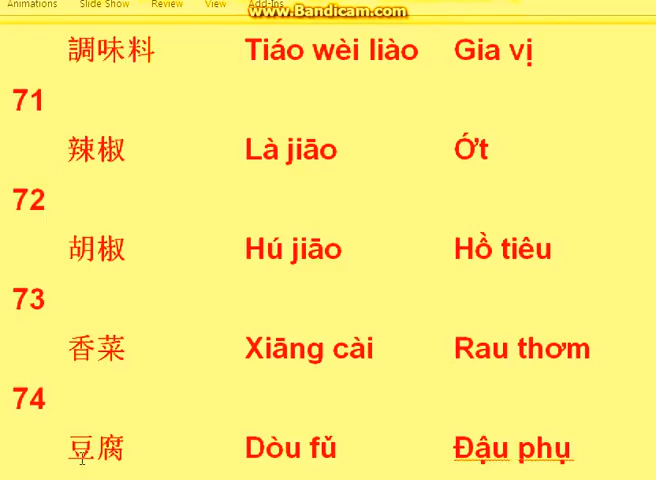 Animations Slide Show Review View Add-Ins
www.Bandicam.com
調味料 Tiáo wèi liào Gia vị
71
辣椒 Là jiāo Ớt
72
胡椒 Hú jiāo Hồ tiêu
73
香菜 Xiāng cài Rau thơm
74
豆腐 Dòu fǔ Đậu phụ